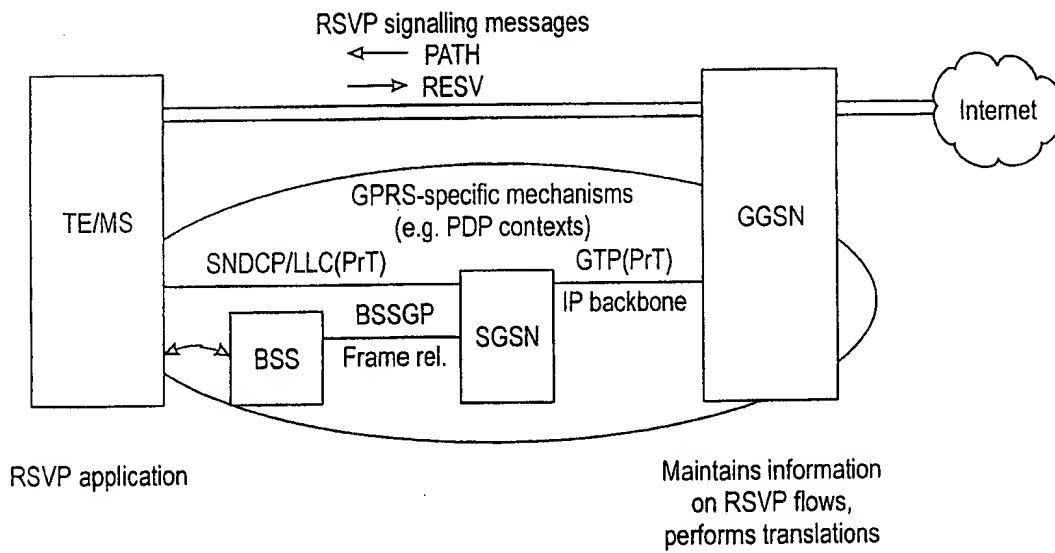 RSVP signalling messages
PATH
RESV
Internet
TE/MS
GPRS-specific mechanisms
(e.g. PDP contexts)
GGSN
SNDCP/LLC(PrT)
GTP(PrT)
BSSGP
IP backbone
SGSN
BSS
Frame rel.
RSVP application
Maintains information
on RSVP flows,
performs translations